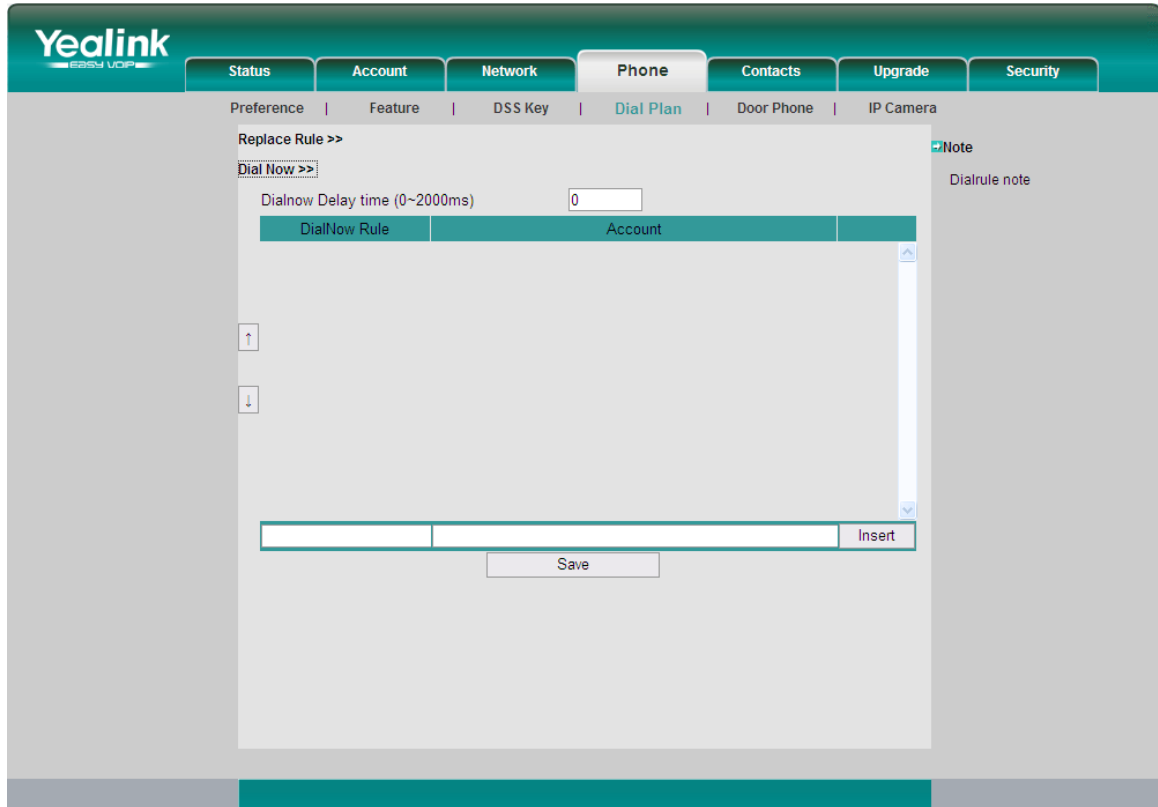 Yealink
EASY VOIP
Status Account Network Phone Contacts Upgrade Security
Preference | Feature | DSS Key | Dial Plan | Door Phone | IP Camera
Replace Rule >>
Note
Dial Now >>
Dialrule note
Dialnow Delay time (0~2000ms) 0
DialNow Rule Account
↑
↓
Insert
Save